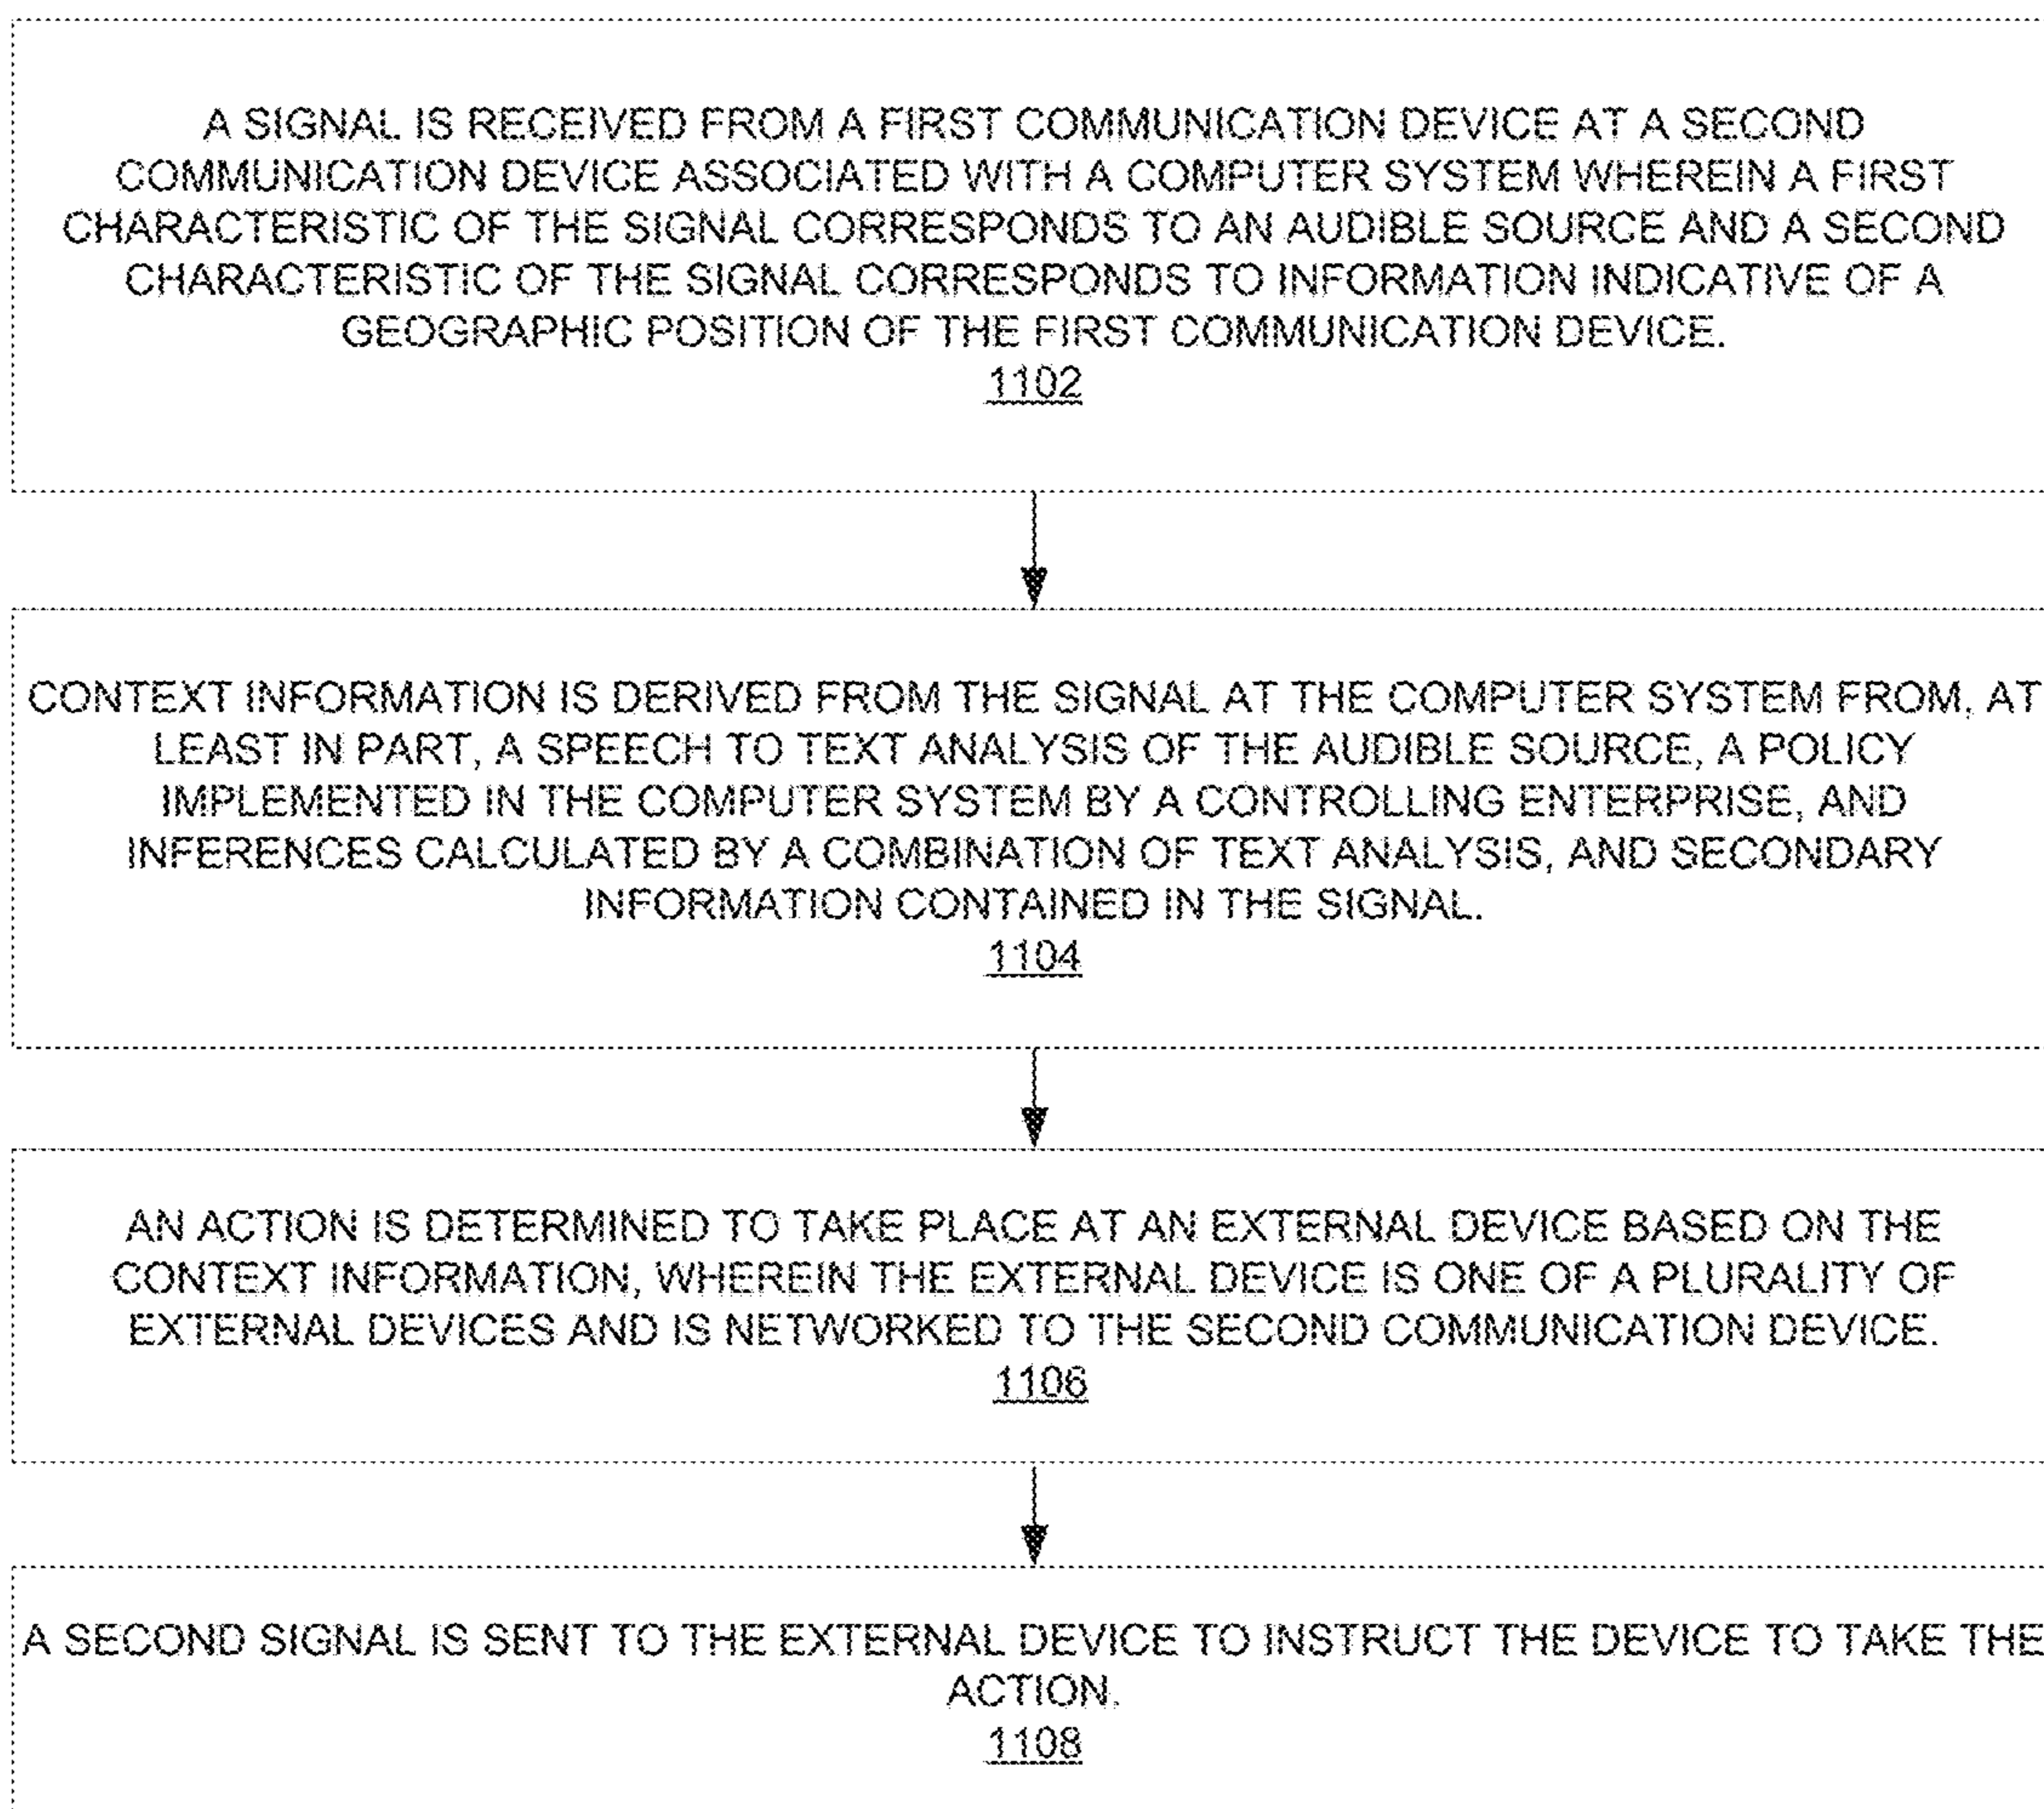 A SIGNAL IS RECEIVED FROM A FIRST COMMUNICATION DEVICE AT A SECOND
COMMUNICATION DEVICE ASSOCIATED WITH A COMPUTER SYSTEM WHEREIN A FIRST
CHARACTERISTIC OF THE SIGNAL CORRESPONDS TO AN AUDIBLE SOURCE AND A SECOND
CHARACTERISTIC OF THE SIGNAL CORRESPONDS TO INFORMATION INDICATIVE OF A
GEOGRAPHIC POSITION OF THE FIRST COMMUNICATION DEVICE.
1102
CONTEXT INFORMATION IS DERIVED FROM THE SIGNAL AT THE COMPUTER SYSTEM FROM, AT
LEAST IN PART, A SPEECH TO TEXT ANALYSIS OF THE AUDIBLE SOURCE, A POLICY
IMPLEMENTED IN THE COMPUTER SYSTEM BY A CONTROLLING ENTERPRISE, AND
INFERENCES CALCULATED BY A COMBINATION OF TEXT ANALYSIS, AND SECONDARY
INFORMATION CONTAINED IN THE SIGNAL.
1104
AN ACTION IS DETERMINED TO TAKE PLACE AT AN EXTERNAL DEVICE BASED ON THE
CONTEXT INFORMATION, WHEREIN THE EXTERNAL DEVICE IS ONE OF A PLURALITY OF
EXTERNAL DEVICES AND IS NETWORKED TO THE SECOND COMMUNICATION DEVICE.
1106
A SECOND SIGNAL IS SENT TO THE EXTERNAL DEVICE TO INSTRUCT THE DEVICE TO TAKE THE
ACTION.
1108